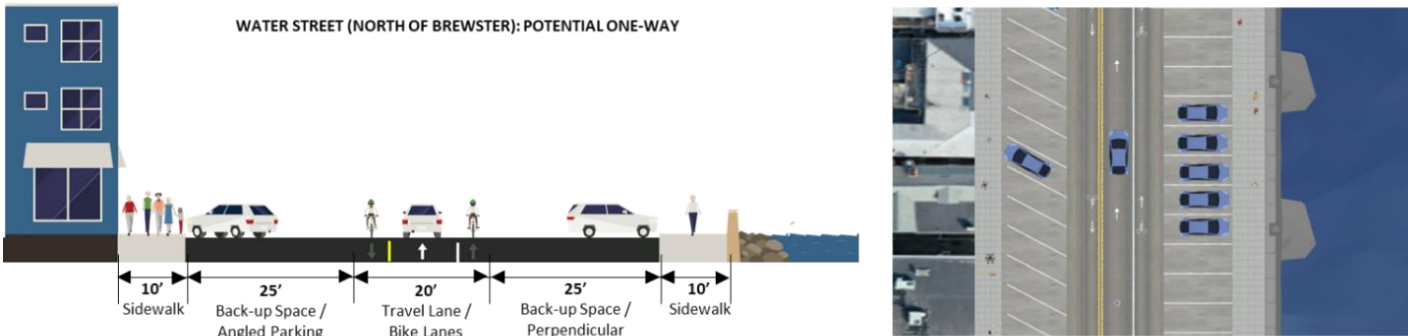 WATER STREET (NORTH OF BREWSTER): POTENTIAL ONE-WAY
10'
Sidewalk
25'
Back-up Space /
Angled Parking
20'
Travel Lane /
Bike Lanes
25'
Back-up Space /
Perpendicular
10'
Sidewalk